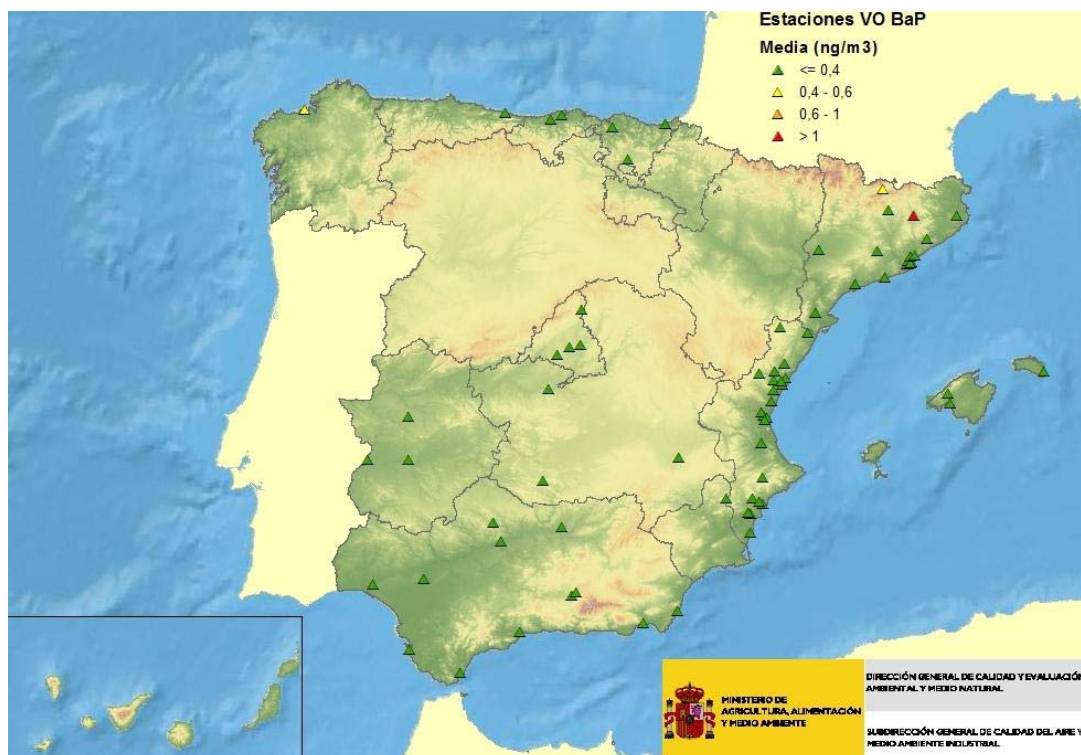 Estaciones VO BaP
Media (ng/m3)
<= 0,4
0,4 - 0,6
0,6 - 1
> 1
MINISTERIO DE
AGRICULTURA, ALIMENTACIÓN
Y MEDIO AMBIENTE
DIRECCIÓN GENERAL DE CALIDAD Y EVALUACIÓN
AMBIENTAL Y MEDIO NATURAL
SUBDIRECCIÓN GENERAL DE CALIDAD DEL AIRE Y
MEDIO AMBIENTE INDUSTRIAL